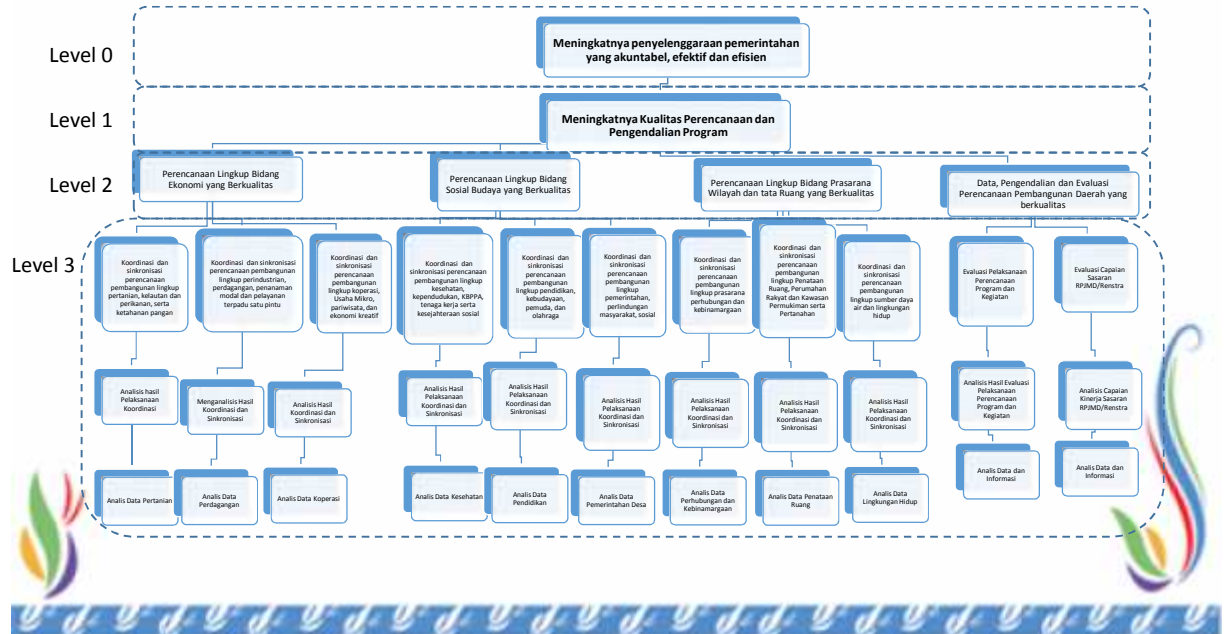 Level 0
Meningkatnya penyelenggaraan pemerintahan
yang akuntabel, efektif dan efisien
Level 1
Meningkatnya Kualitas Perencanaan dan
Pengendalian Program
Level 2
Perencanaan Lingkup Bidang
Ekonomi yang Berkualitas
Perencanaan Lingkup Bidang
Sosial Budaya yang Berkualitas
Perencanaan Lingkup Bidang Prasarana
Wilayah dan tata Ruang yang Berkualitas
Data, Pengendalian dan Evaluasi
Perencanaan Pembangunan Daerah yang
berkualitas
Level 3
Koordinasi dan
sinkronisasi
perencanaan
pembangunan lingkup
pertanian, kelautan dan
perikanan, serta
ketahanan pangan
Koordinasi dan sinkronisasi
perencanaan pembangunan
lingkup perindustrian,
perdagangan, penanaman
modal dan pelayanan
terpadu satu pintu
Koordinasi dan
sinkronisasi
perencanaan
pembangunan
lingkup koperasi,
Usaha Mikro,
pariwisata, dan
ekonomi kreatif
Koordinasi dan
sinkronisasi perencanaan
pembangunan lingkup
kesehatan,
kependudukan, KBPPA,
tenaga kerja serta
kesejahteraan sosial
Koordinasi dan
sinkronisasi
perencanaan
pembangunan
lingkup pendidikan,
kebudayaan,
pemuda, dan
olahraga
Koordinasi dan
sinkronisasi
perencanaan
pembangunan
lingkup
pemerintahan,
perlindungan
masyarakat, sosial
Koordinasi dan
sinkronisasi
perencanaan
pembangunan
lingkup prasarana
perhubungan dan
kebinamargaan
Koordinasi dan
sinkronisasi
perencanaan
pembangunan
lingkup Penataan
Ruang, Perumahan
Rakyat dan Kawasan
Permukiman serta
Pertanahan
Koordinasi dan
sinkronisasi
perencanaan
pembangunan
lingkup sumber daya
air dan lingkungan
hidup
Evaluasi Pelaksanaan
Perencanaan
Program dan
Kegiatan
Evaluasi Capaian
Sasaran
RPJMD/Renstra
Analisis hasil
Pelaksanaan
Koordinasi
Menganalisis Hasil
Koordinasi dan
Sinkronisasi
Analisis Hasil
Koordinasi dan
Sinkronisasi
Analisis Hasil
Pelaksanaan
Koordinasi dan
Sinkronisasi
Analisis Hasil
Pelaksanaan
Koordinasi dan
Sinkronisasi
Analisis Hasil
Pelaksanaan
Koordinasi dan
Sinkronisasi
Analisis Hasil
Pelaksanaan
Koordinasi dan
Sinkronisasi
Analisis Hasil
Pelaksanaan
Koordinasi dan
Sinkronisasi
Analisis Hasil
Pelaksanaan
Koordinasi dan
Sinkronisasi
Analisis Hasil Evaluasi
Pelaksanaan
Perencanaan
Program dan
Kegiatan
Analisis Capaian
Kinerja Sasaran
RPJMD/Renstra
Analis Data Pertanian
Analis Data
Perdagangan
Analis Data Koperasi
Analis Data Kesehatan
Analis Data
Pendidikan
Analis Data
Pemerintahan Desa
Analis Data
Perhubungan dan
Kebinamargaan
Analis Data Penataan
Ruang
Analis Data
Lingkungan Hidup
Analis Data dan
Informasi
Analis Data dan
Informasi